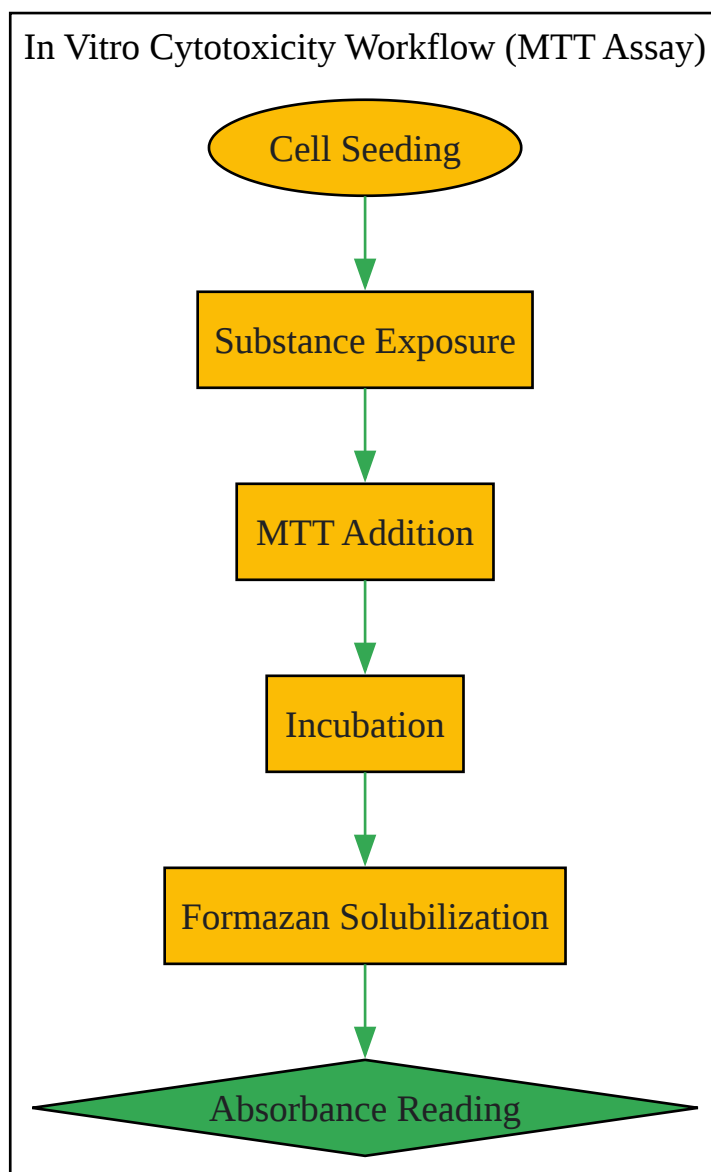 In Vitro Cytotoxicity Workflow (MTT Assay)
Cell Seeding
Substance Exposure
MTT Addition
Incubation
Formazan Solubilization
Absorbance Reading